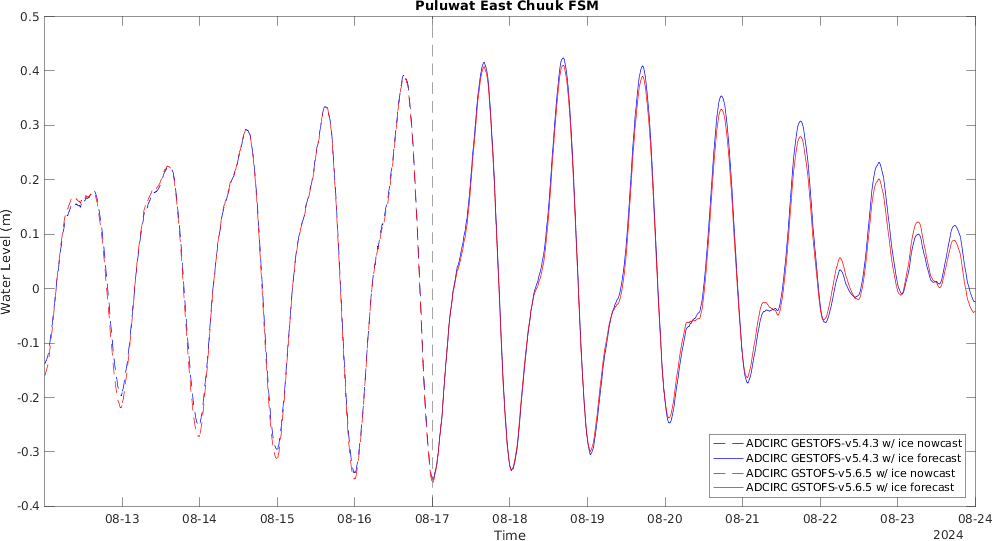 Puluwat East Chuuk FSM
0.5
0.4
0.3
0.2
0.1
0
-0.1
-0.2
-0.3
-0.4
Water Level (m)
08-13 08-14 08-15 08-16 08-17 08-18 08-19 08-20 08-21 08-22 08-23 08-24
Time
2024
ADCIRC GESTOFS-v5.4.3 w/ ice nowcast
ADCIRC GESTOFS-v5.4.3 w/ ice forecast
ADCIRC GSTOFS-v5.6.5 w/ ice nowcast
ADCIRC GSTOFS-v5.6.5 w/ ice forecast